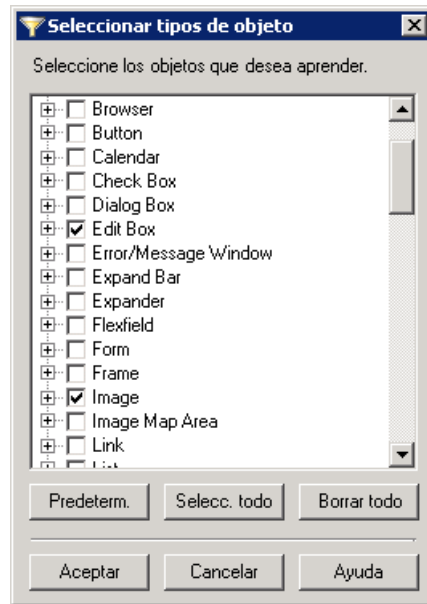 Seleccionar tipos de objeto
Seleccione los objetos que desea aprender.
Browser
Button
Calendar
Check Box
Dialog Box
Edit Box
Error/Message Window
Expand Bar
Expander
Flexfield
Form
Frame
Image
Image Map Area
Link
Predeterm. Selecc. todo Borrar todo
Aceptar Cancelar Ayuda